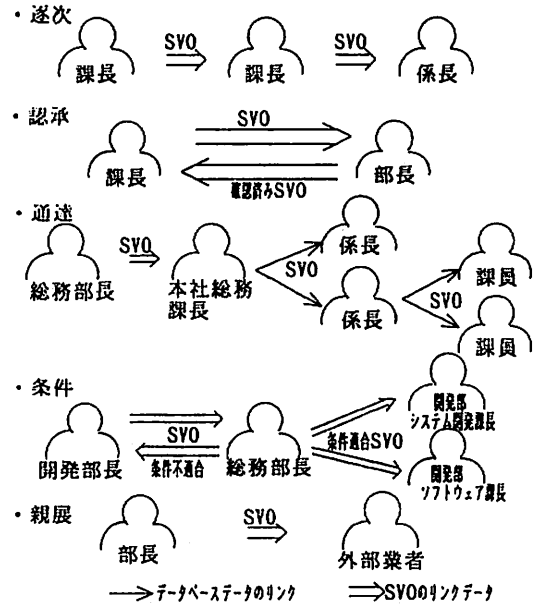 ・逐次
SVO
SVO
課長
課長
係長
・認承
SVO
課長
部長
確認済みSVO
・通達
SVO
総務部長
本社総務
課長
係長
SVO
係長
課員
SVO
課員
・条件
SVO
開発部長
条件不適合
総務部長
開発部
システム開発課長
条件適合SVO
開発部
ソフトウェア課長
・親展
SVO
部長
外部業者
データベースデータのリンク
SVOのリンクデータ